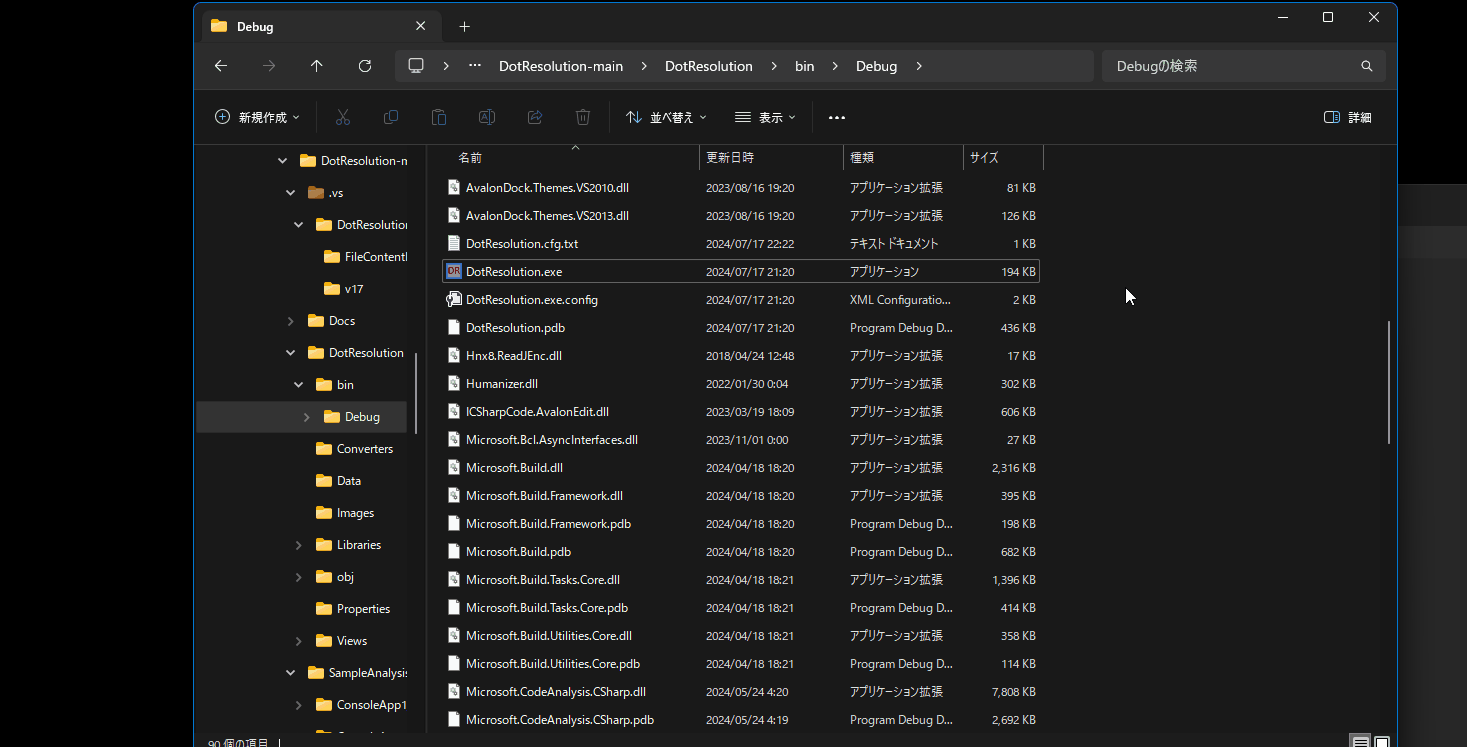 Debug
DotResolution-main > DotResolution > bin > Debug >
Debugの検索
新規作成
並べ替え
表示
詳細
DotResolution-m
.vs
DotResolution
FileContentI
v17
Docs
DotResolution
bin
Debug
Converters
Data
Images
Libraries
obj
Properties
Views
SampleAnalysis
ConsoleApp1
名前 更新日時 種類 サイズ
AvalonDock.Themes.VS2010.dll 2023/08/16 19:20 アプリケーション拡張 81 KB
AvalonDock.Themes.VS2013.dll 2023/08/16 19:20 アプリケーション拡張 126 KB
DotResolution.cfg.txt 2024/07/17 22:22 テキスト ドキュメント 1 KB
DR DotResolution.exe 2024/07/17 21:20 アプリケーション 194 KB
DotResolution.exe.config 2024/07/17 21:20 XML Configuratio... 2 KB
DotResolution.pdb 2024/07/17 21:20 Program Debug D... 436 KB
Hnx8.ReadJEnc.dll 2018/04/24 12:48 アプリケーション拡張 17 KB
Humanizer.dll 2022/01/30 0:04 アプリケーション拡張 302 KB
ICSharpCode.AvalonEdit.dll 2023/03/19 18:09 アプリケーション拡張 606 KB
Microsoft.Bcl.AsyncInterfaces.dll 2023/11/01 0:00 アプリケーション拡張 27 KB
Microsoft.Build.dll 2024/04/18 18:20 アプリケーション拡張 2,316 KB
Microsoft.Build.Framework.dll 2024/04/18 18:20 アプリケーション拡張 395 KB
Microsoft.Build.Framework.pdb 2024/04/18 18:20 Program Debug D... 198 KB
Microsoft.Build.pdb 2024/04/18 18:20 Program Debug D... 682 KB
Microsoft.Build.Tasks.Core.dll 2024/04/18 18:21 アプリケーション拡張 1,396 KB
Microsoft.Build.Tasks.Core.pdb 2024/04/18 18:21 Program Debug D... 414 KB
Microsoft.Build.Utilities.Core.dll 2024/04/18 18:21 アプリケーション拡張 358 KB
Microsoft.Build.Utilities.Core.pdb 2024/04/18 18:21 Program Debug D... 114 KB
Microsoft.CodeAnalysis.CSharp.dll 2024/05/24 4:20 アプリケーション拡張 7,808 KB
Microsoft.CodeAnalysis.CSharp.pdb 2024/05/24 4:19 Program Debug D... 2,692 KB
90 個の項目